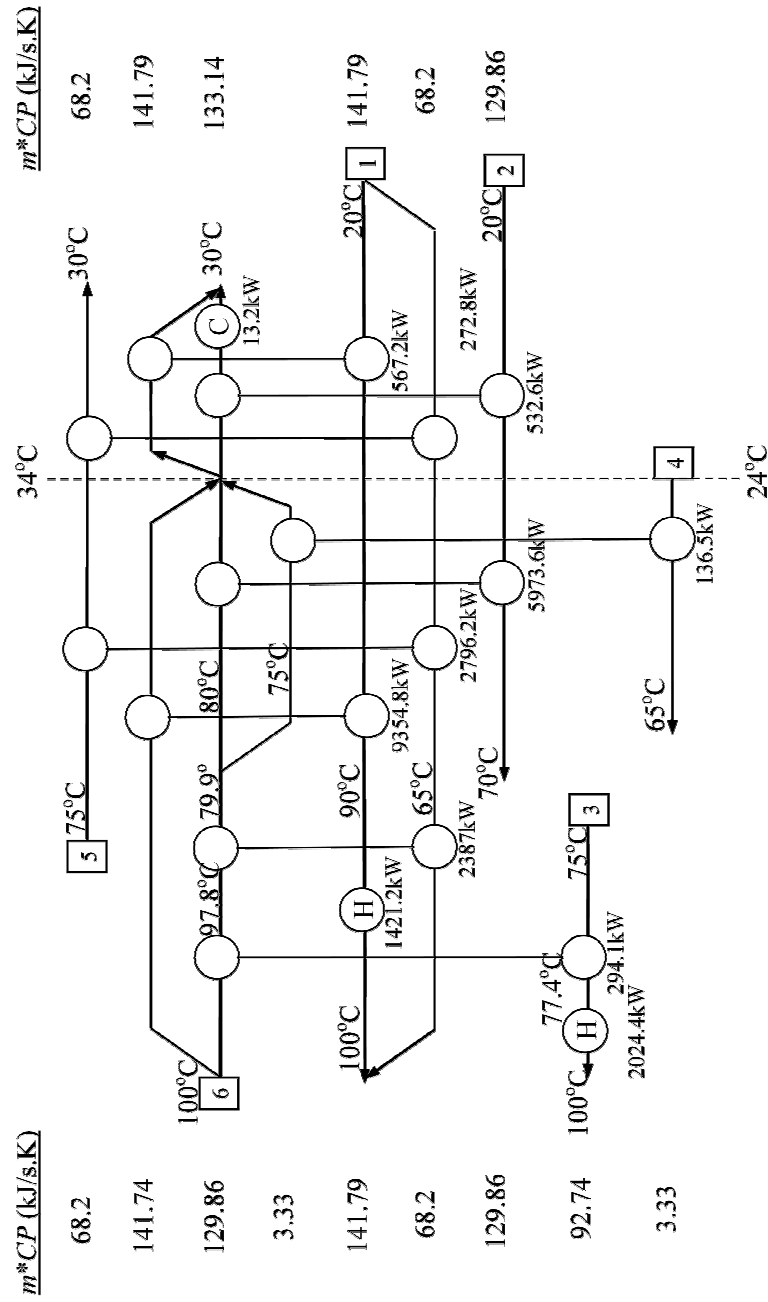 m*CP (kJ/s.K)
68.2
141.74
129.86
3.33
141.79
68.2
129.86
92.74
3.33
m*CP (kJ/s.K)
68.2
141.79
133.14
141.79
68.2
129.86
34°C
5
75°C
30°C
100°C
6
97.8°C
79.9°
80°C
75°C
C
13.2kW
30°C
100°C
H
1421.2kW
90°C
9354.8kW
567.2kW
20°C
1
2387kW
65°C
2796.2kW
272.8kW
70°C
5973.6kW
532.6kW
20°C
2
100°C
H
2024.4kW
77.4°C
294.1kW
75°C
3
65°C
136.5kW
4
24°C